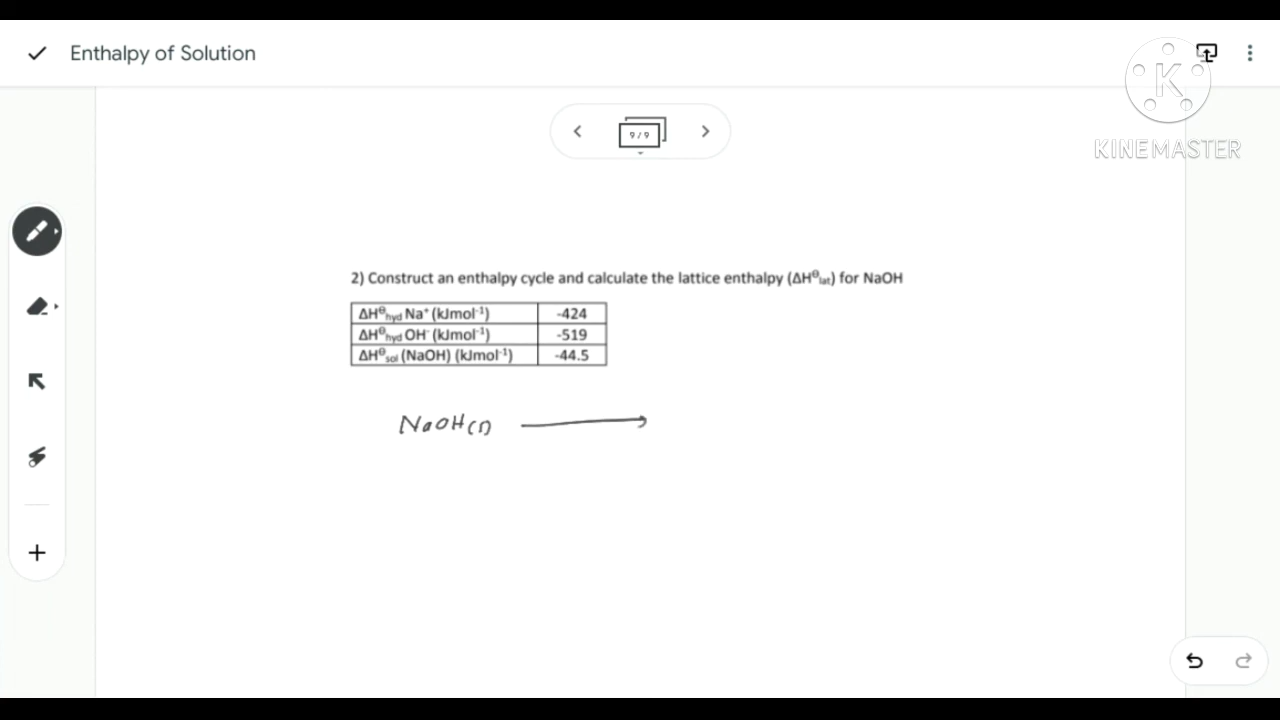 Enthalpy of Solution
KINEMASTER
9 / 9
2) Construct an enthalpy cycle and calculate the lattice enthalpy (ΔHᶿlat) for NaOH
ΔHᶿhyd Na⁺ (kJmol⁻¹) -424
ΔHᶿhyd OH⁻ (kJmol⁻¹) -519
ΔHᶿsol (NaOH) (kJmol⁻¹) -44.5
NaOH(s) →